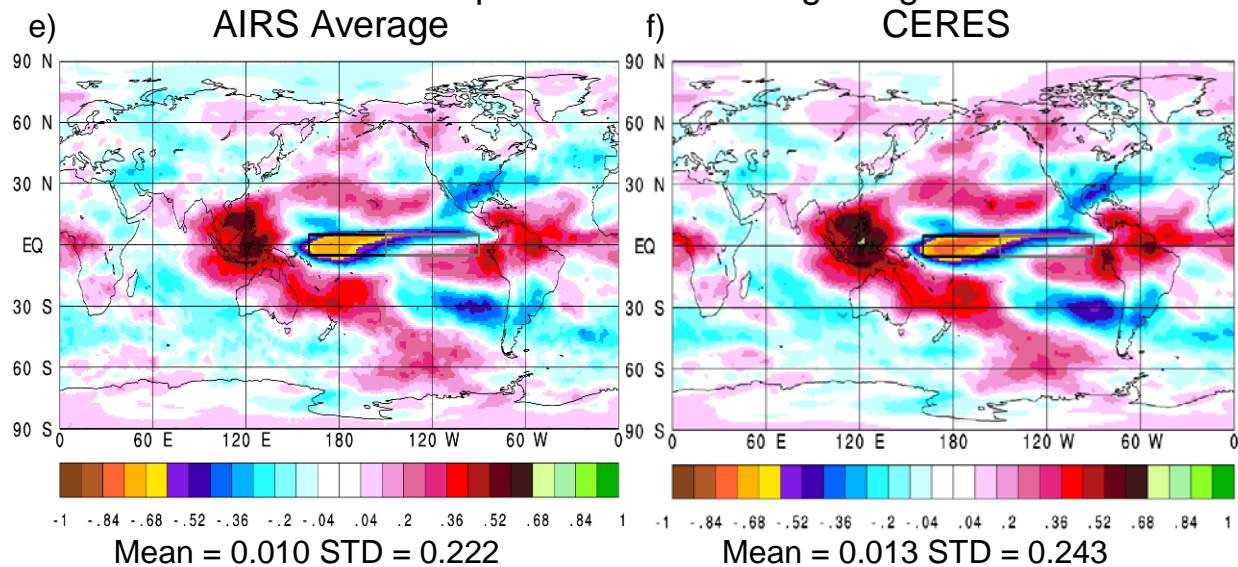 e) AIRS Average f) CERES
90 N 90 N
60 N 60 N
30 N 30 N
EQ EQ
30 S 30 S
60 S 60 S
90 S 90 S
0 60 E 120 E 180 120 W 60 W 0 0 60 E 120 E 180 120 W 60 W 0
-1 -.84 -.68 -.52 -.36 -.2 -.04 .04 .2 .36 .52 .68 .84 1 -1 -.84 -.68 -.52 -.36 -.2 -.04 .04 .2 .36 .52 .68 .84 1
Mean = 0.010 STD = 0.222 Mean = 0.013 STD = 0.243